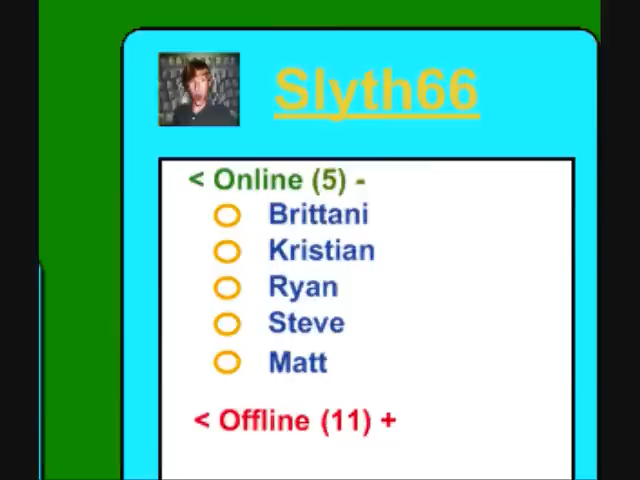 Slyth66
< Online (5) -
Brittani
Kristian
Ryan
Steve
Matt
< Offline (11) +